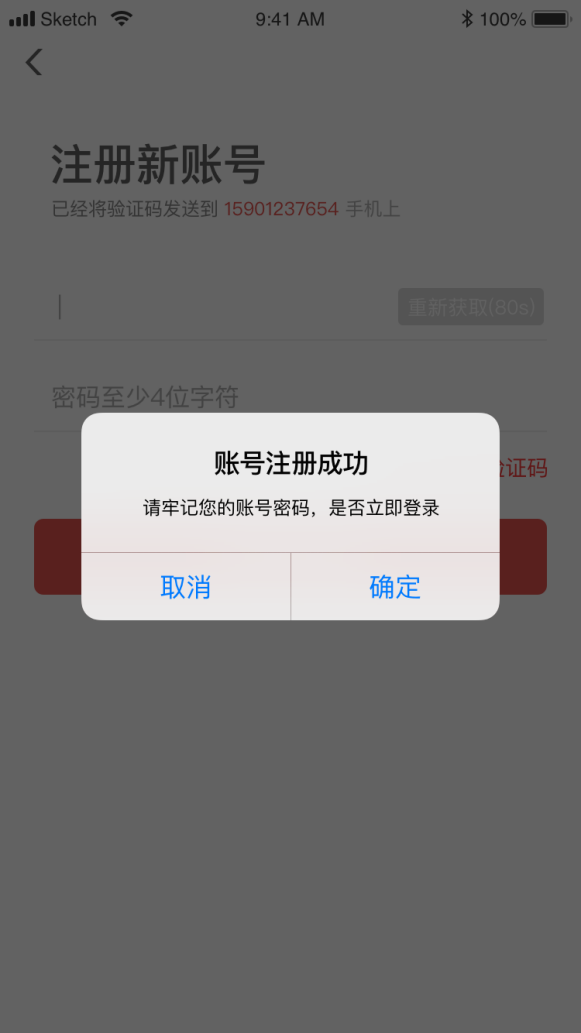 Sketch 9:41 AM 100%
注册新账号
已经将验证码发送到 15901237654 手机上
重新获取(80s)
密码至少4位字符
账号注册成功
验证码
请牢记您的账号密码，是否立即登录
取消 确定